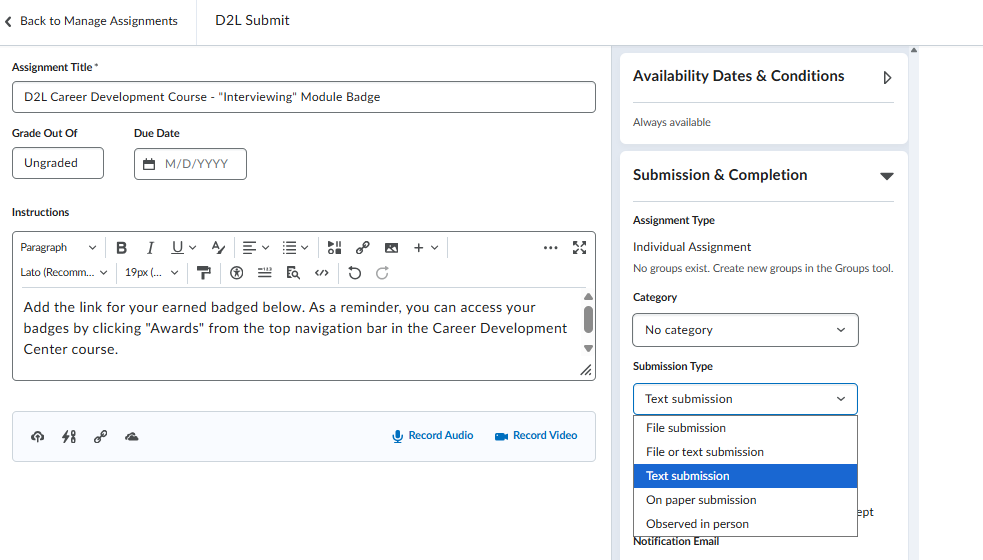 Back to Manage Assignments
D2L Submit
Assignment Title *
D2L Career Development Course - "Interviewing" Module Badge
Grade Out Of
Due Date
Ungraded
M/D/YYYY
Instructions
Paragraph
B I U A
Lato (Recomm...
19px (...
Add the link for your earned badged below. As a reminder, you can access your
badges by clicking "Awards" from the top navigation bar in the Career Development
Center course.
Record Audio
Record Video
Availability Dates & Conditions
Always available
Submission & Completion
Assignment Type
Individual Assignment
No groups exist. Create new groups in the Groups tool.
Category
No category
Submission Type
Text submission
File submission
File or text submission
Text submission
On paper submission
ept
Observed in person
Notification Email